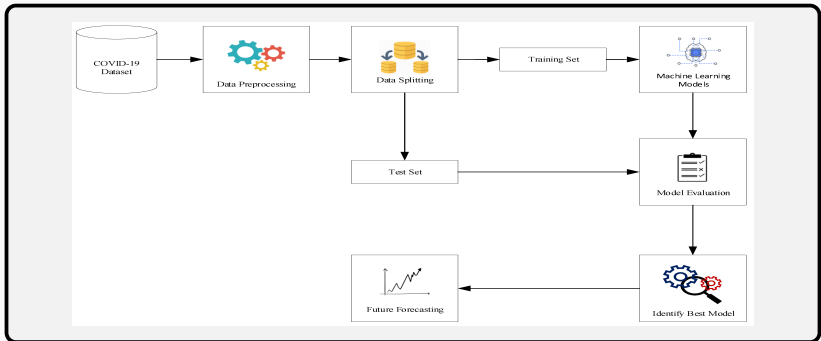 COVID-19
Dataset
Data Preprocessing
Data Splitting
Training Set
Machine Learning
Models
Test Set
Model Evaluation
Future Forecasting
Identify Best Model